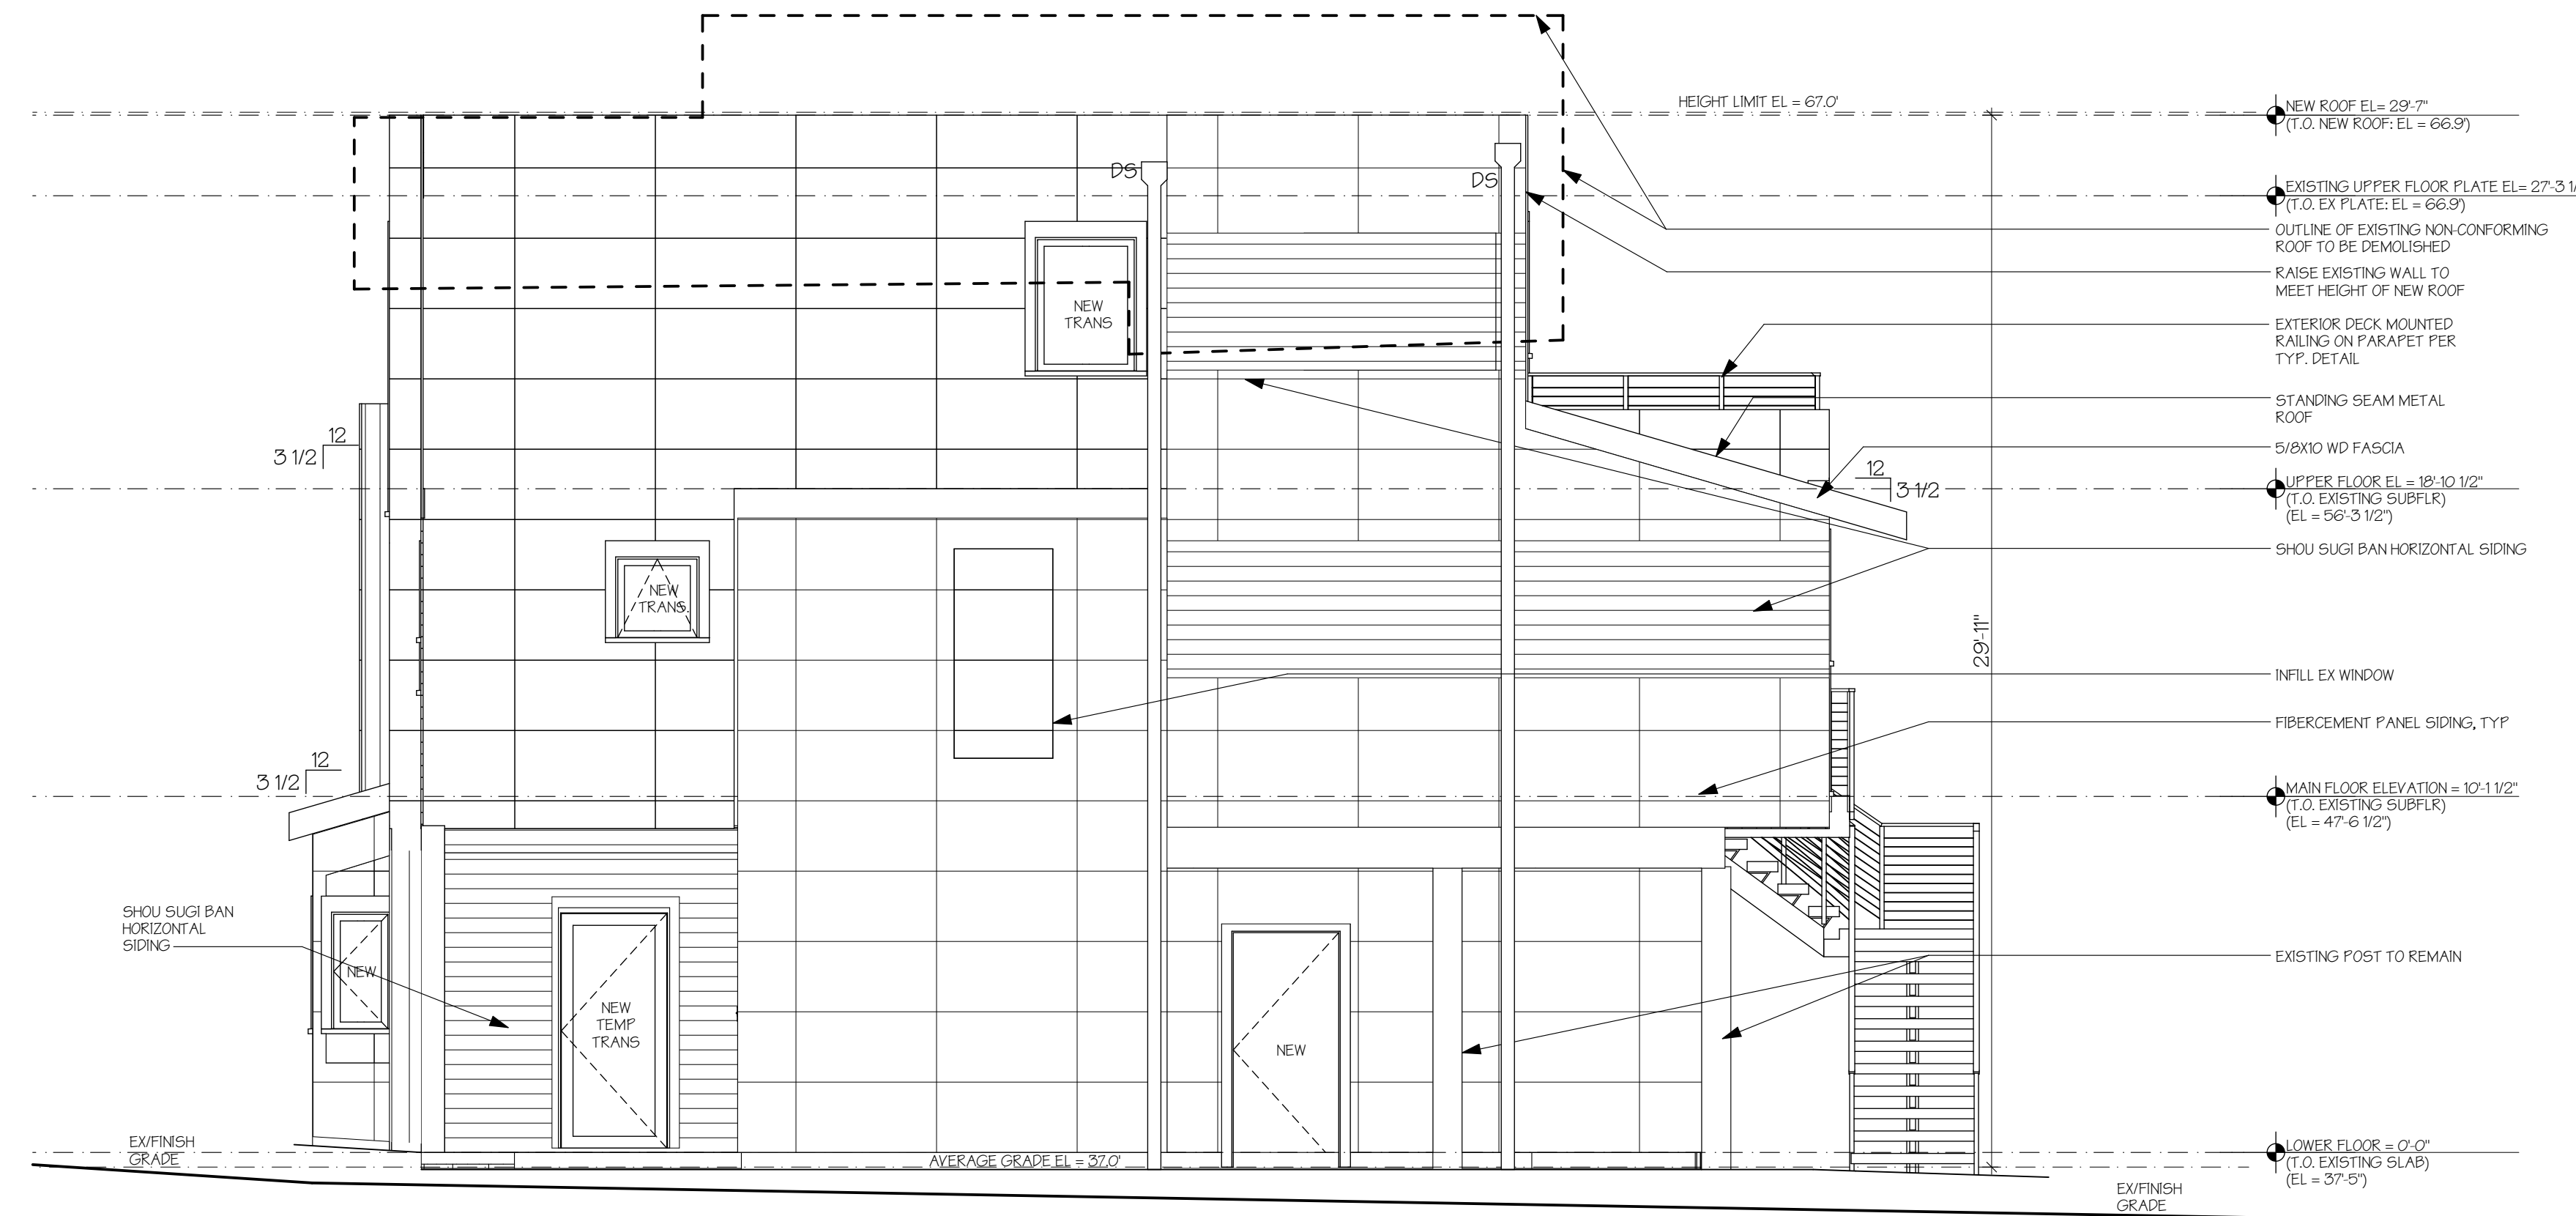 HEIGHT LIMIT EL = 67.0'
NEW ROOF EL= 29'-7"
(T.O. NEW ROOF: EL = 66.9')
DS
DS
EXISTING UPPER FLOOR PLATE EL= 27'-3 1/
(T.O. EX PLATE: EL = 66.9')
OUTLINE OF EXISTING NON-CONFORMING
ROOF TO BE DEMOLISHED
RAISE EXISTING WALL TO
MEET HEIGHT OF NEW ROOF
NEW
TRANS
EXTERIOR DECK MOUNTED
RAILING ON PARAPET PER
TYP. DETAIL
STANDING SEAM METAL
ROOF
12
3 1/2
5/8X10 WD FASCIA
12
3 1/2
UPPER FLOOR EL = 18'-10 1/2"
(T.O. EXISTING SUBFLR)
(EL = 56'-3 1/2")
SHOU SUGI BAN HORIZONTAL SIDING
NEW
TRANS.
29'-11"
INFILL EX WINDOW
FIBERCEMENT PANEL SIDING, TYP
12
3 1/2
MAIN FLOOR ELEVATION = 10'-1 1/2"
(T.O. EXISTING SUBFLR)
(EL = 47'-6 1/2")
SHOU SUGI BAN
HORIZONTAL
SIDING
NEW
NEW
TEMP
TRANS
NEW
EXISTING POST TO REMAIN
EX/FINISH
GRADE
AVERAGE GRADE EL = 37.0'
LOWER FLOOR = 0'-0"
(T.O. EXISTING SLAB)
(EL = 37'-5")
EX/FINISH
GRADE